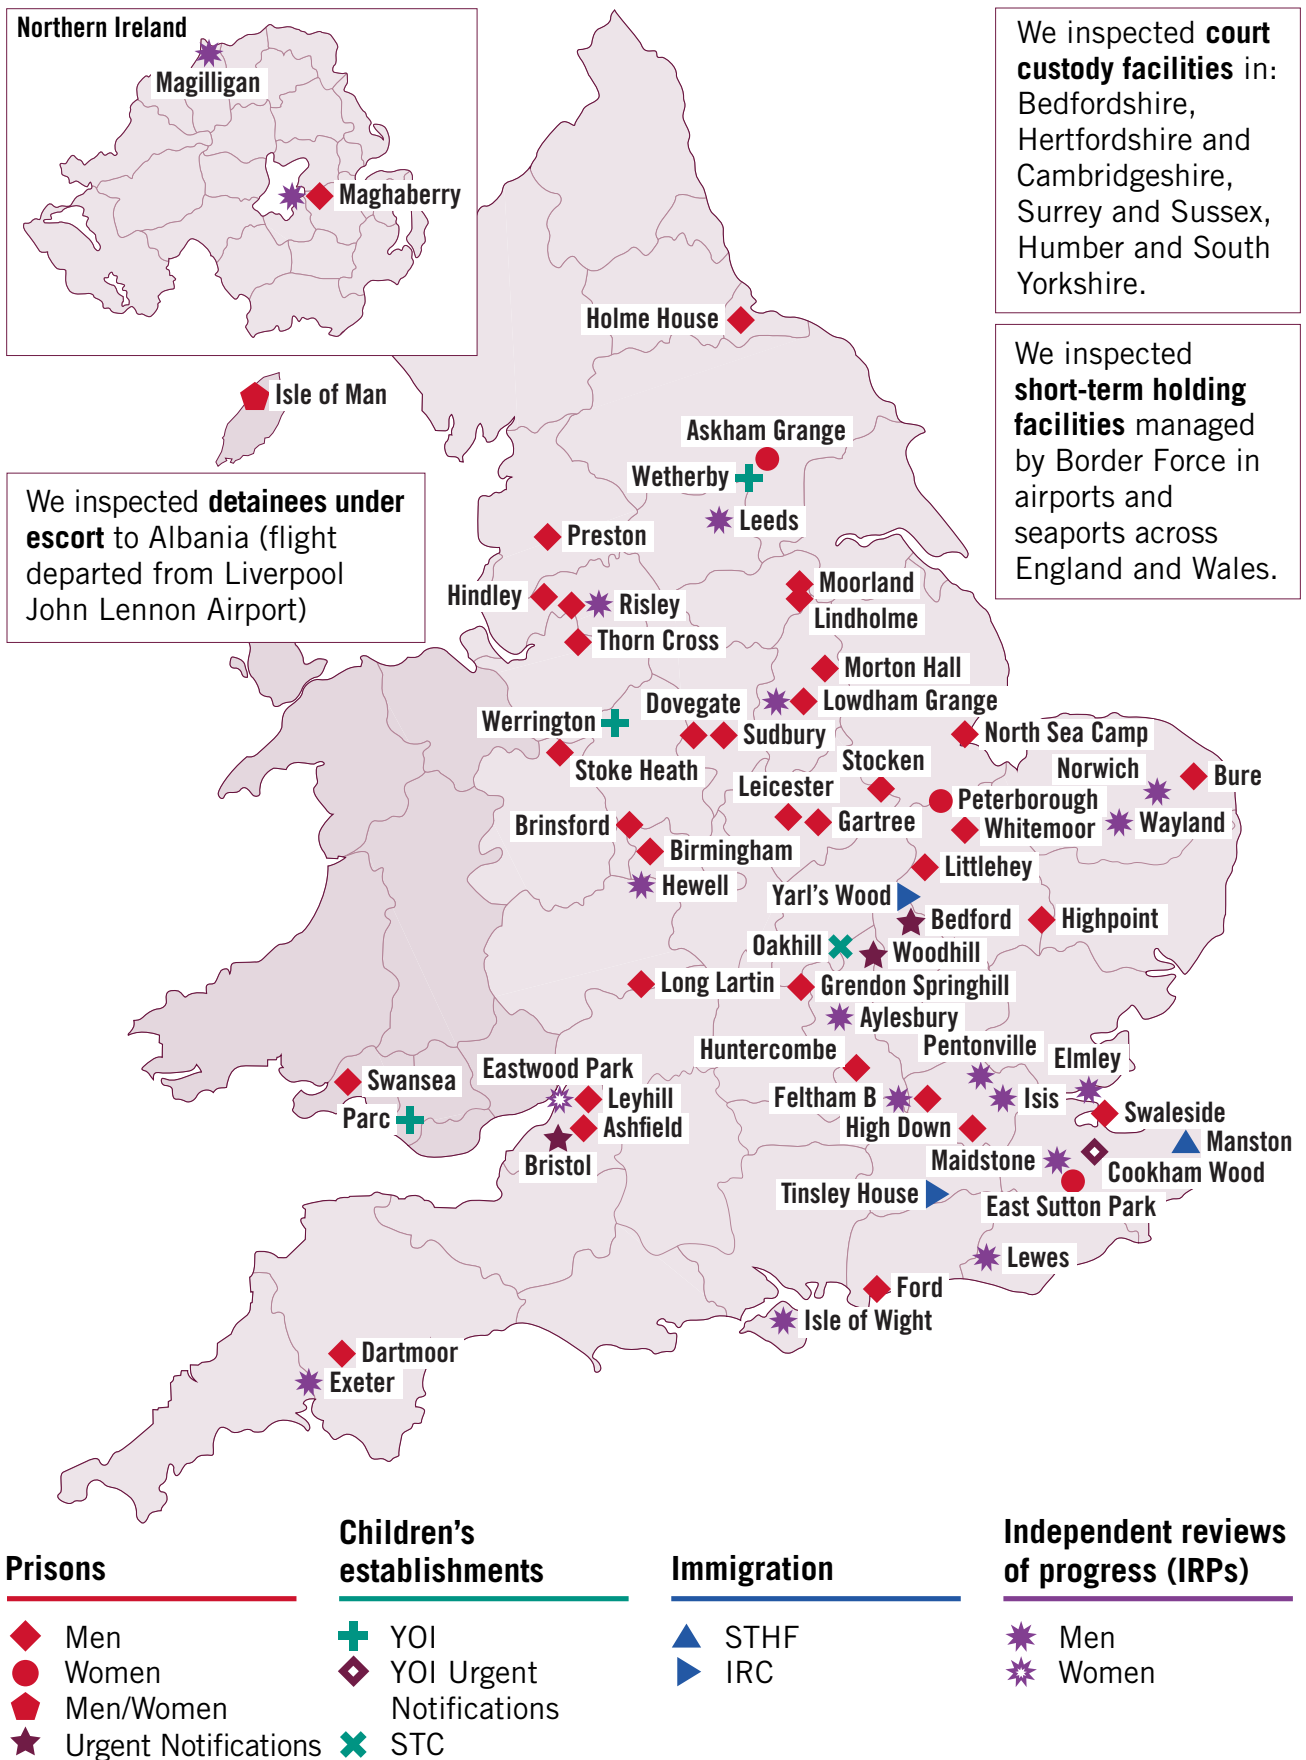 Northern Ireland
Magilligan
Maghaberry
We inspected court
custody facilities in:
Bedfordshire,
Hertfordshire and
Cambridgeshire,
Surrey and Sussex,
Humber and South
Yorkshire.
Holme House
We inspected
short-term holding
facilities managed
by Border Force in
airports and
seaports across
England and Wales.
Isle of Man
Askham Grange
Wetherby
We inspected detainees under
escort to Albania (flight
departed from Liverpool
John Lennon Airport)
Leeds
Preston
Moorland
Hindley
Risley
Lindholme
Thorn Cross
Morton Hall
Dovegate
Lowdham Grange
Werrington
Sudbury
North Sea Camp
Stoke Heath
Stocken
Norwich
Bure
Leicester
Peterborough
Brinsford
Gartree
Whitemoor
Wayland
Birmingham
Littlehey
Hewell
Yarl's Wood
Bedford
Highpoint
Oakhill
Woodhill
Long Lartin
Grendon Springhill
Aylesbury
Huntercombe
Pentonville
Elmley
Eastwood Park
Swansea
Leyhill
Feltham B
Isis
Swaleside
Parc
Ashfield
High Down
Manston
Bristol
Maidstone
Cookham Wood
Tinsley House
East Sutton Park
Lewes
Ford
Isle of Wight
Dartmoor
Exeter
Prisons
Men
Women
Men/Women
Urgent Notifications
Children's
establishments
YOI
YOI Urgent
Notifications
STC
Immigration
STHF
IRC
Independent reviews
of progress (IRPs)
Men
Women